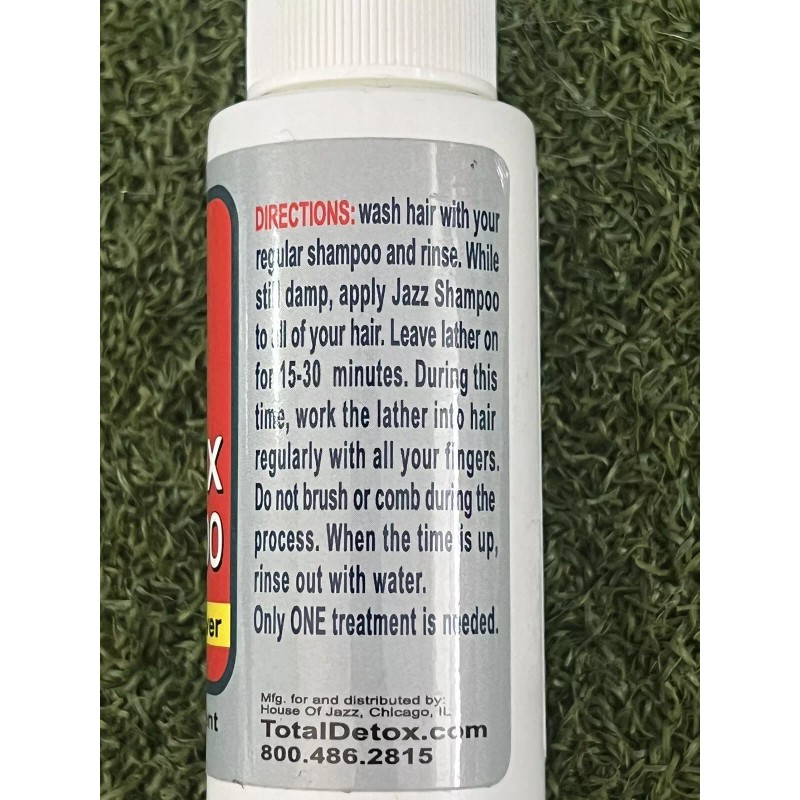 DIRECTIONS: wash hair with your
regular shampoo and rinse. While
still damp, apply Jazz Shampoo
to all of your hair. Leave lather on
for 15-30 minutes. During this
time, work the lather into hair
regularly with all your fingers.
Do not brush or comb during the
process. When the time is up,
rinse out with water.
Only ONE treatment is needed.
Mfg. for and distributed by:
House Of Jazz, Chicago, IL
TotalDetox.com
800.486.2815